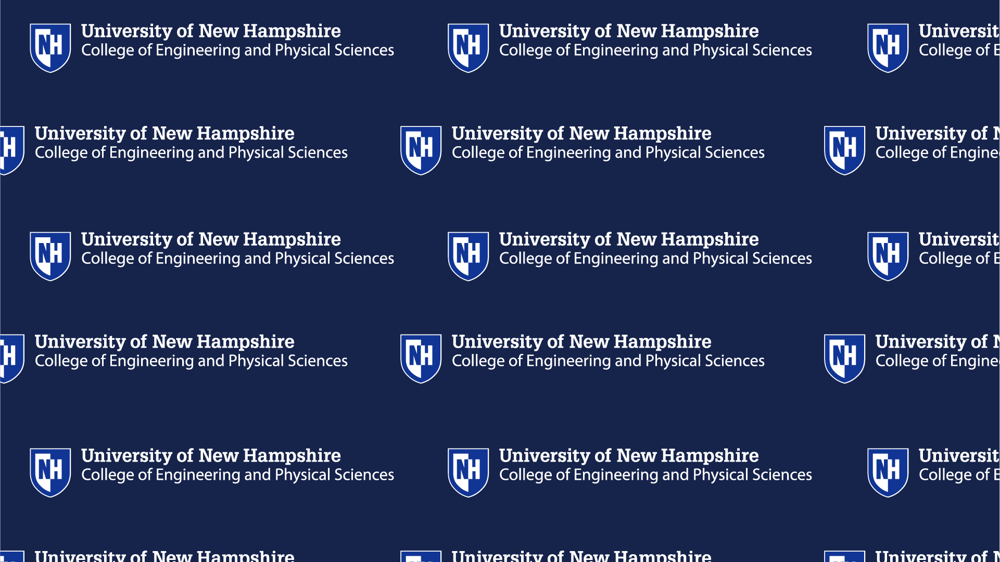 NH University of New Hampshire
College of Engineering and Physical Sciences
NH University of New Hampshire
College of Engineering and Physical Sciences
NH Universit
College of E
H University of New Hampshire
College of Engineering and Physical Sciences
NH University of New Hampshire
College of Engineering and Physical Sciences
NH University of N
College of Engine
NH University of New Hampshire
College of Engineering and Physical Sciences
NH University of New Hampshire
College of Engineering and Physical Sciences
NH Universit
College of E
H University of New Hampshire
College of Engineering and Physical Sciences
NH University of New Hampshire
College of Engineering and Physical Sciences
NH University of N
College of Engine
NH University of New Hampshire
College of Engineering and Physical Sciences
NH University of New Hampshire
College of Engineering and Physical Sciences
NH Universit
College of E
University of New Hampshire
University of New Hampshire
University of N